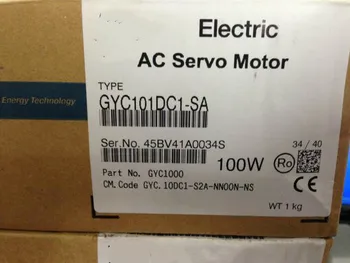 Electric
AC Servo Motor
Energy Technology
TYPE
GYC101DC1-SA
Ser.No. 45BV41A0034S
34 / 40
100W
Ro
Part No. GYC1000
CM.Code GYC.10DC1-S2A-NN00N-NS
WT 1 kg